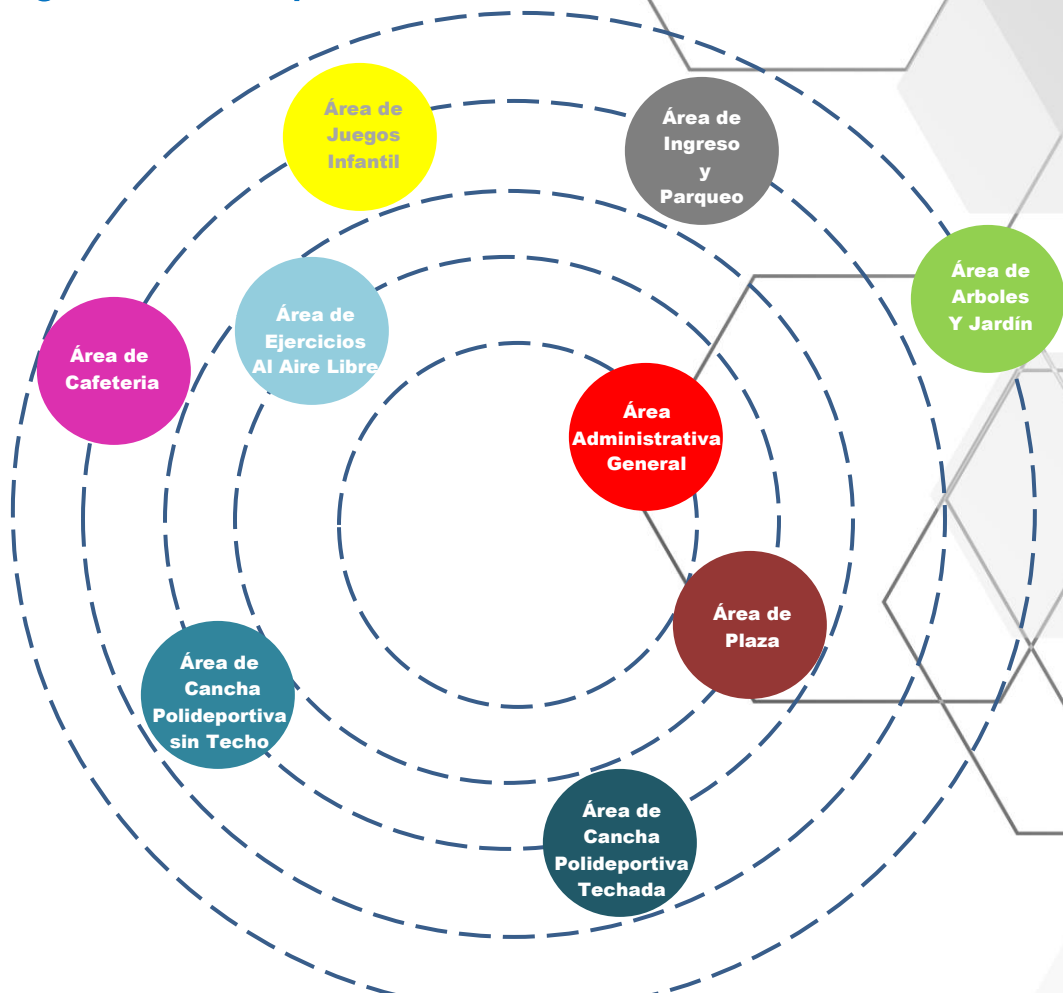 Área de
Juegos
Infantil
Área de
Ingreso
y
Parqueo
Área de
Arboles
Y Jardín
Área de
Ejercicios
Al Aire Libre
Área de
Cafeteria
Área
Administrativa
General
Área de
Plaza
Área de
Cancha
Polideportiva
sin Techo
Área de
Cancha
Polideportiva
Techada